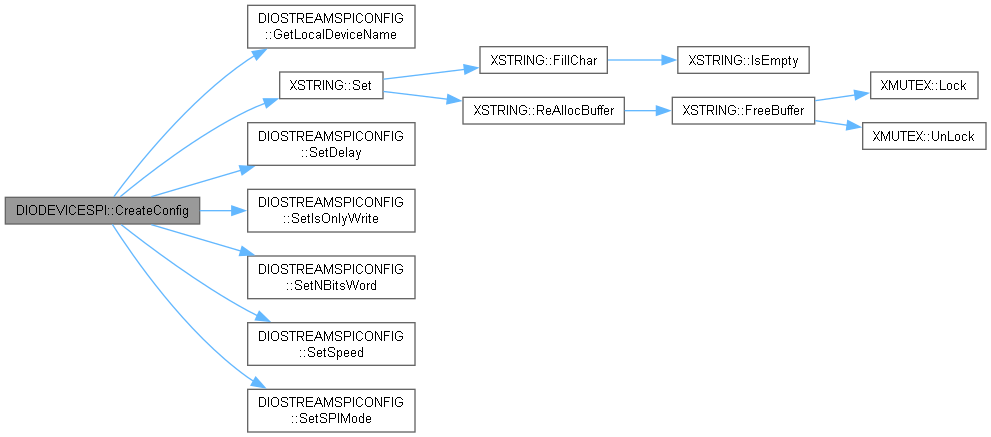 DIODEVICESPI::CreateConfig
DIOSTREAMSPICONFIG
::GetLocalDeviceName
XSTRING::Set
XSTRING::FillChar
XSTRING::IsEmpty
XSTRING::ReAllocBuffer
XSTRING::FreeBuffer
XMUTEX::Lock
XMUTEX::UnLock
DIOSTREAMSPICONFIG
::SetDelay
DIOSTREAMSPICONFIG
::SetIsOnlyWrite
DIOSTREAMSPICONFIG
::SetNBitsWord
DIOSTREAMSPICONFIG
::SetSpeed
DIOSTREAMSPICONFIG
::SetSPIMode